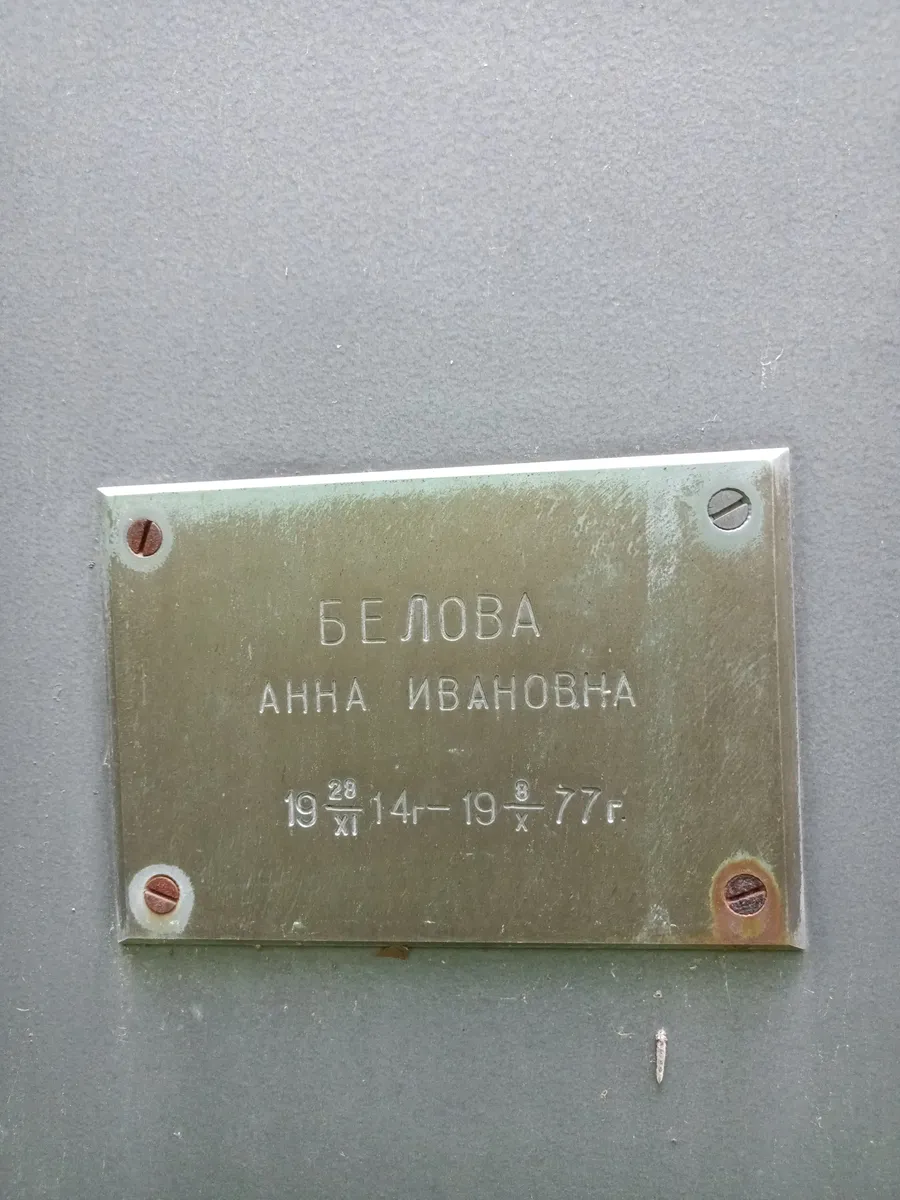 БЕЛОВА
АННА ИВАНОВНА
19 28/XI 14г – 19 8/X 77г.